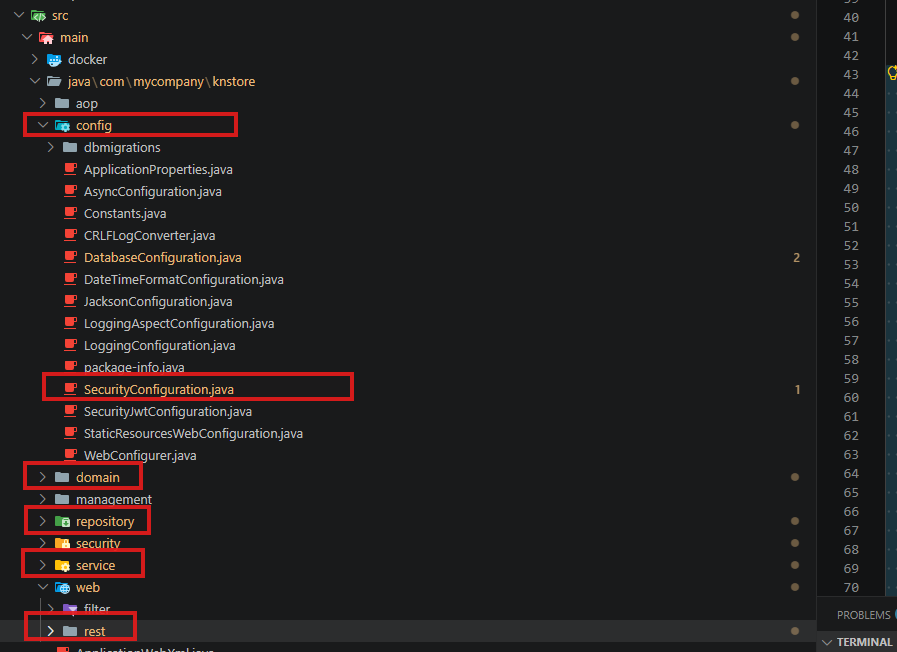 src
40
main
41
docker
42
java\com\mycompany\knstore
43
aop
44
config
45
46
dbmigrations
47
ApplicationProperties.java
48
AsyncConfiguration.java
49
Constants.java
50
51
CRLFLogConverter.java
52
DatabaseConfiguration.java 2
53
DateTimeFormatConfiguration.java
54
JacksonConfiguration.java
55
LoggingAspectConfiguration.java
56
LoggingConfiguration.java
57
package-info.java
58
59
SecurityConfiguration.java 1
60
SecurityJwtConfiguration.java
61
StaticResourcesWebConfiguration.java
62
WebConfigurer.java
63
domain
64
management
65
repository
66
67
security
68
service
69
web
70
filter
PROBLEMS
rest
TERMINAL
ApplicationWebXml.java